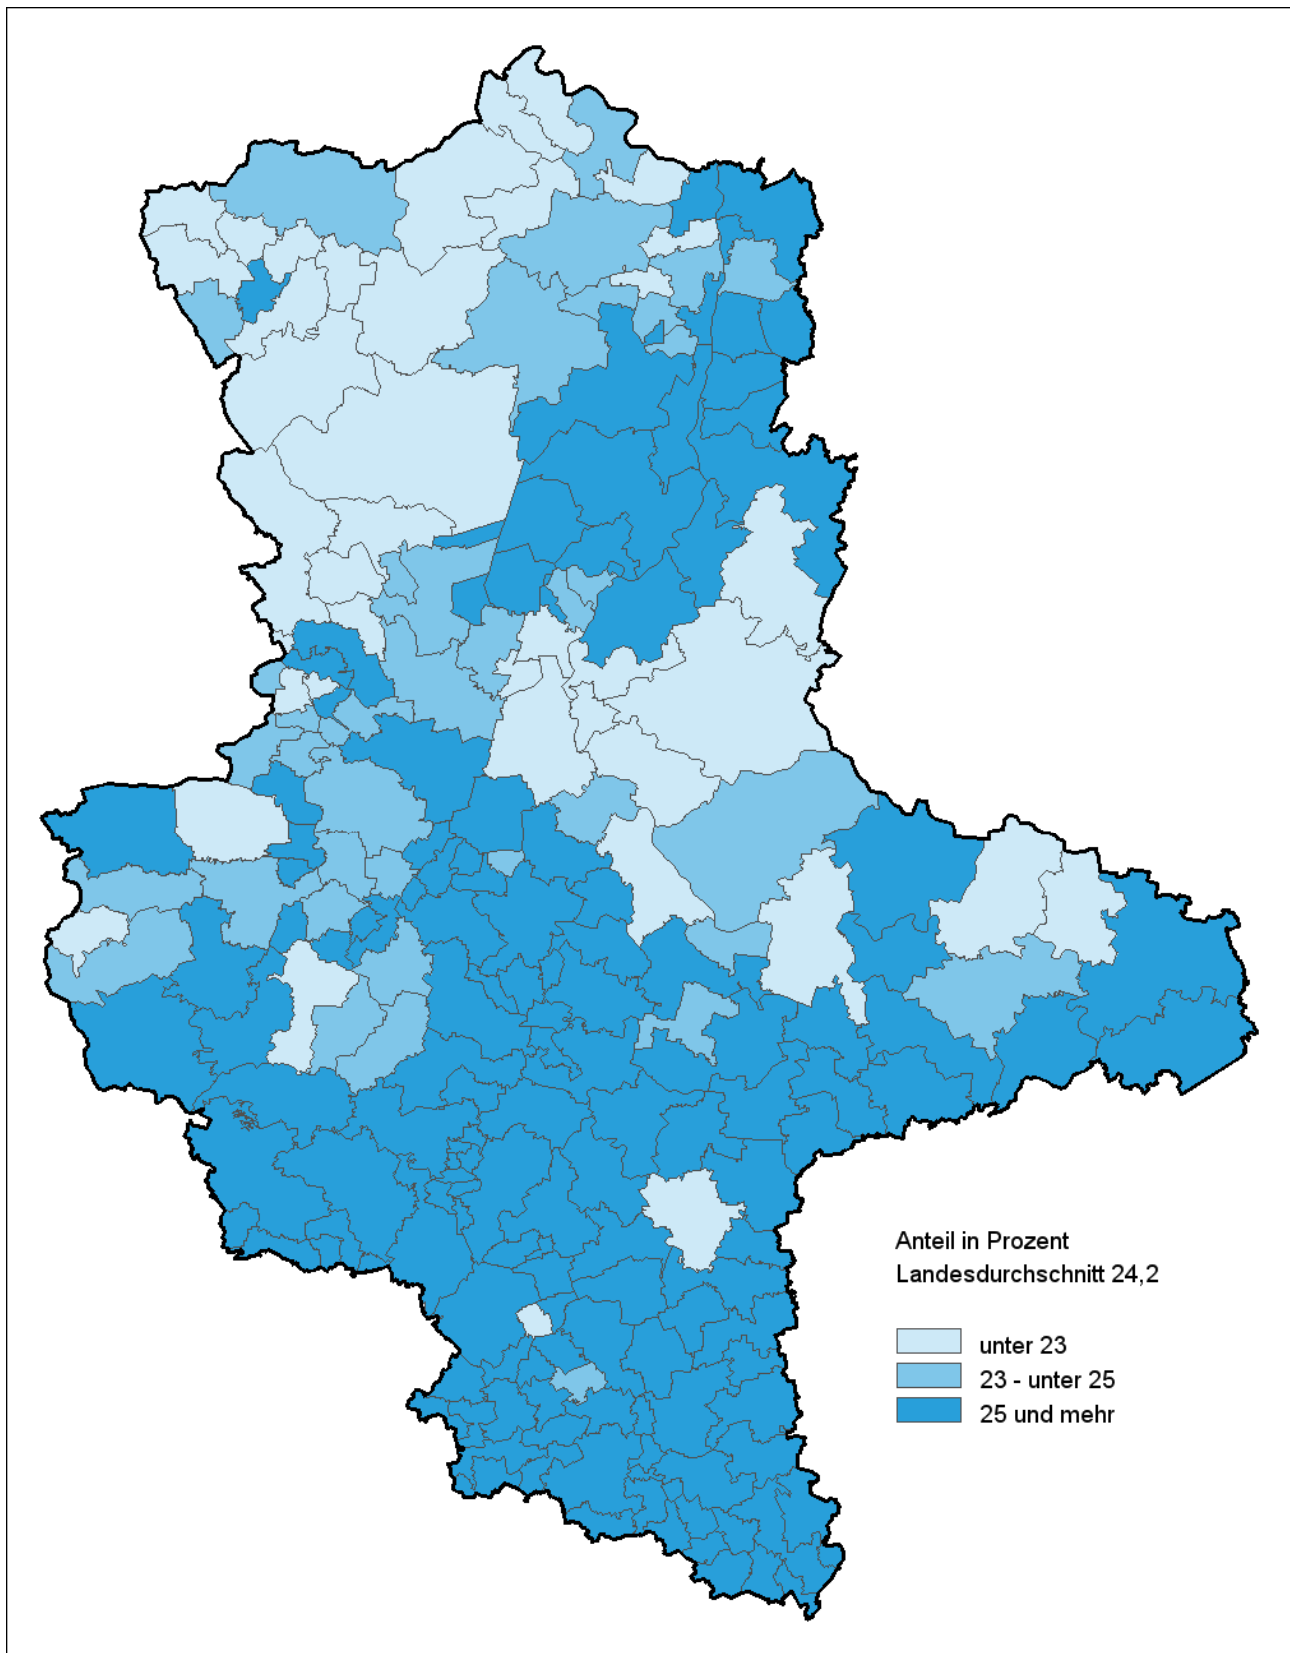 Anteil in Prozent
Landesdurchschnitt 24,2
unter 23
23 - unter 25
25 und mehr